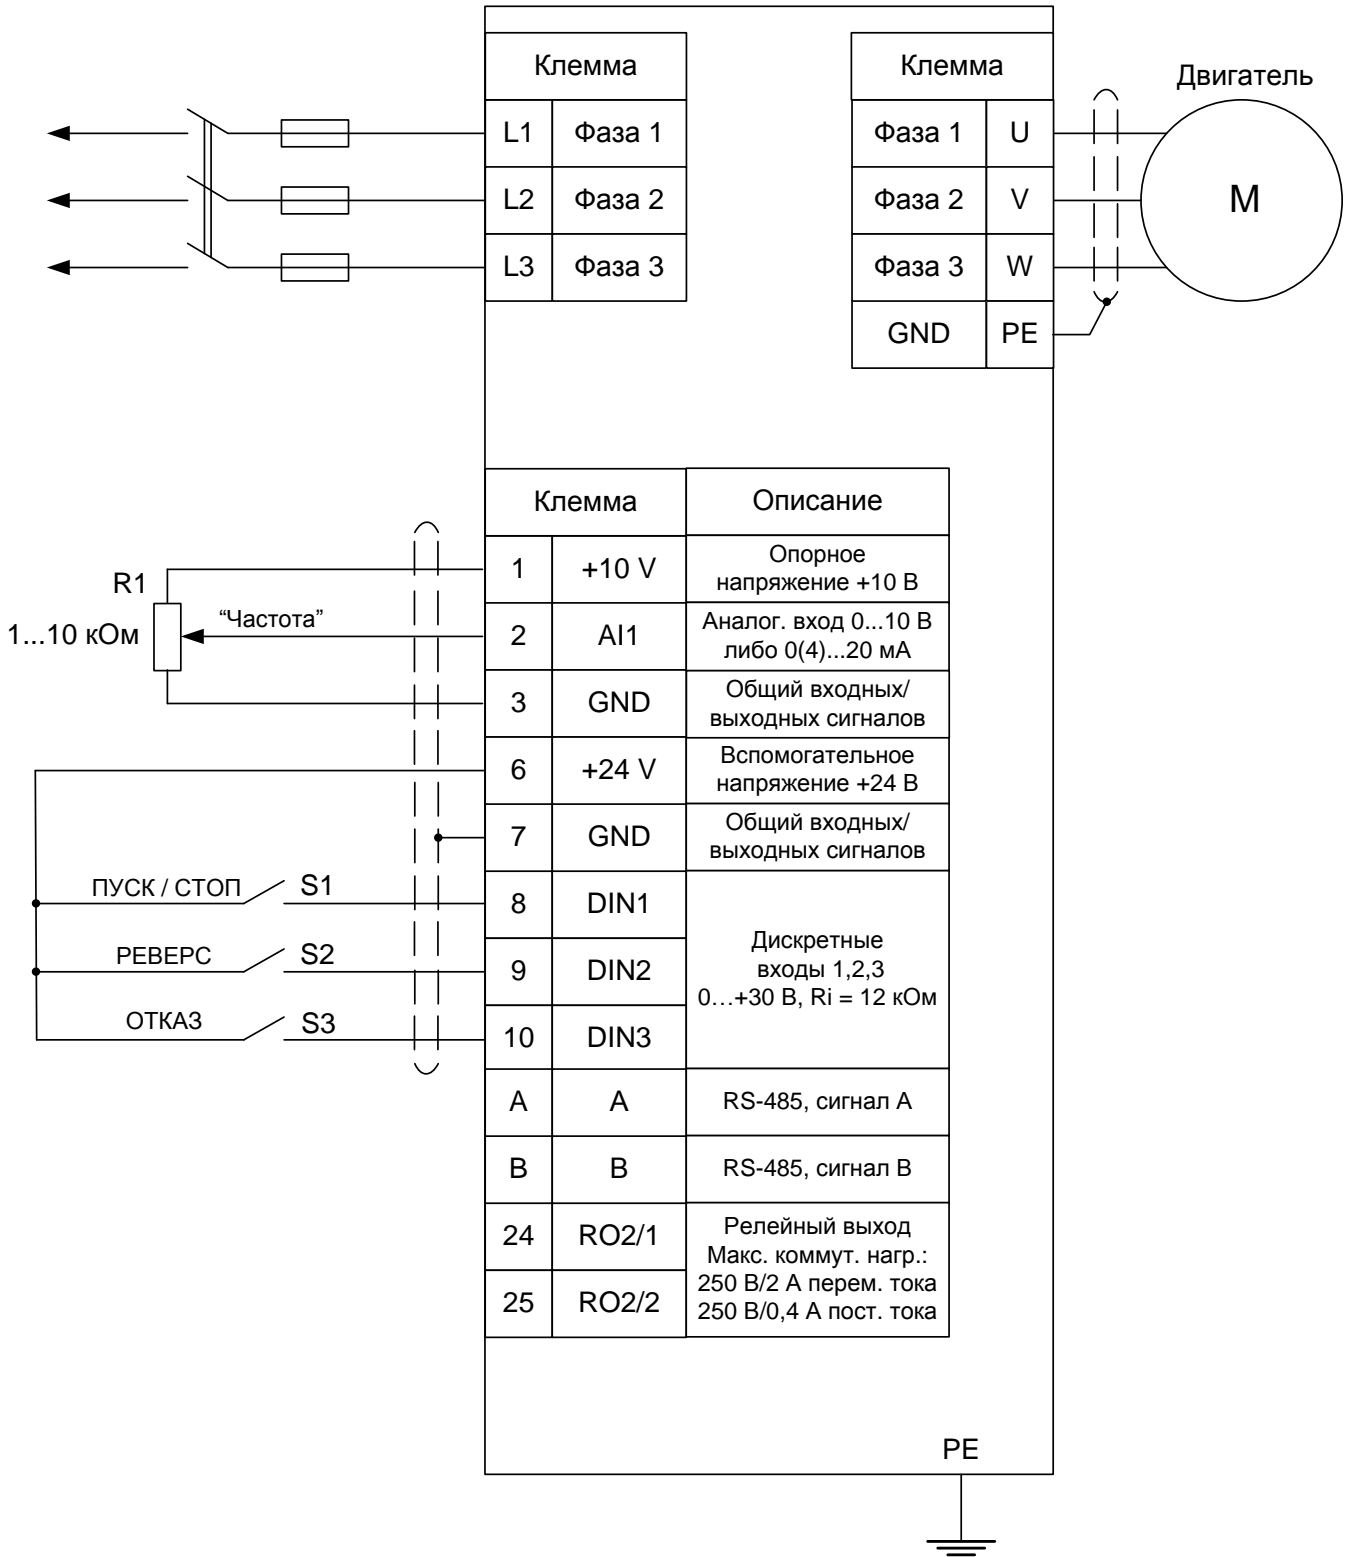 Клемма
L1 Фаза 1
L2 Фаза 2
L3 Фаза 3
Клемма
Фаза 1 U
Фаза 2 V
Фаза 3 W
GND PE
Двигатель
M
R1
1...10 кОм
“Частота”
ПУСК / СТОП S1
РЕВЕРС S2
ОТКАЗ S3
Клемма Описание
1 +10 V
Опорное
напряжение +10 В
2 AI1
Аналог. вход 0...10 В
либо 0(4)...20 мА
3 GND
Общий входных/
выходных сигналов
6 +24 V
Вспомогательное
напряжение +24 В
7 GND
Общий входных/
выходных сигналов
8 DIN1
9 DIN2
10 DIN3
Дискретные
входы 1,2,3
0…+30 В, Ri = 12 кОм
A A RS-485, сигнал A
B B RS-485, сигнал B
24 RO2/1
25 RO2/2
Релейный выход
Макс. коммут. нагр.:
250 В/2 А перем. тока
250 В/0,4 А пост. тока
PE